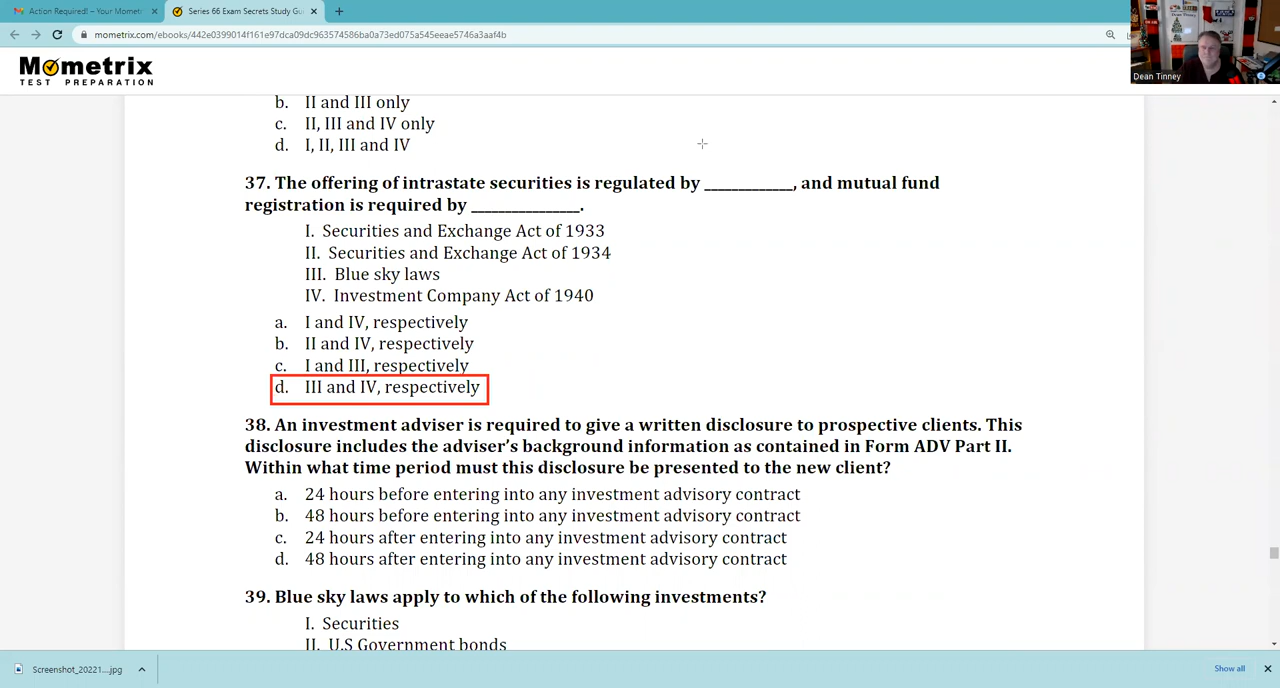 Action Required! – Your Momet
Series 66 Exam Secrets Study Gui
mometrix.com/ebooks/442e0399014f161e97dca09dc963574586ba0a73ed075a545eeae5746a3aaf4b
Dean Tinney
Mometrix
TEST PREPARATION
b. II and III only
c. II, III and IV only
d. I, II, III and IV
37. The offering of intrastate securities is regulated by _____________, and mutual fund
registration is required by ________________.
I. Securities and Exchange Act of 1933
II. Securities and Exchange Act of 1934
III. Blue sky laws
IV. Investment Company Act of 1940
a. I and IV, respectively
b. II and IV, respectively
c. I and III, respectively
d. III and IV, respectively
38. An investment adviser is required to give a written disclosure to prospective clients. This
disclosure includes the adviser's background information as contained in Form ADV Part II.
Within what time period must this disclosure be presented to the new client?
a. 24 hours before entering into any investment advisory contract
b. 48 hours before entering into any investment advisory contract
c. 24 hours after entering into any investment advisory contract
d. 48 hours after entering into any investment advisory contract
39. Blue sky laws apply to which of the following investments?
I. Securities
II. U.S Government bonds
Screenshot_20221....jpg
Show all